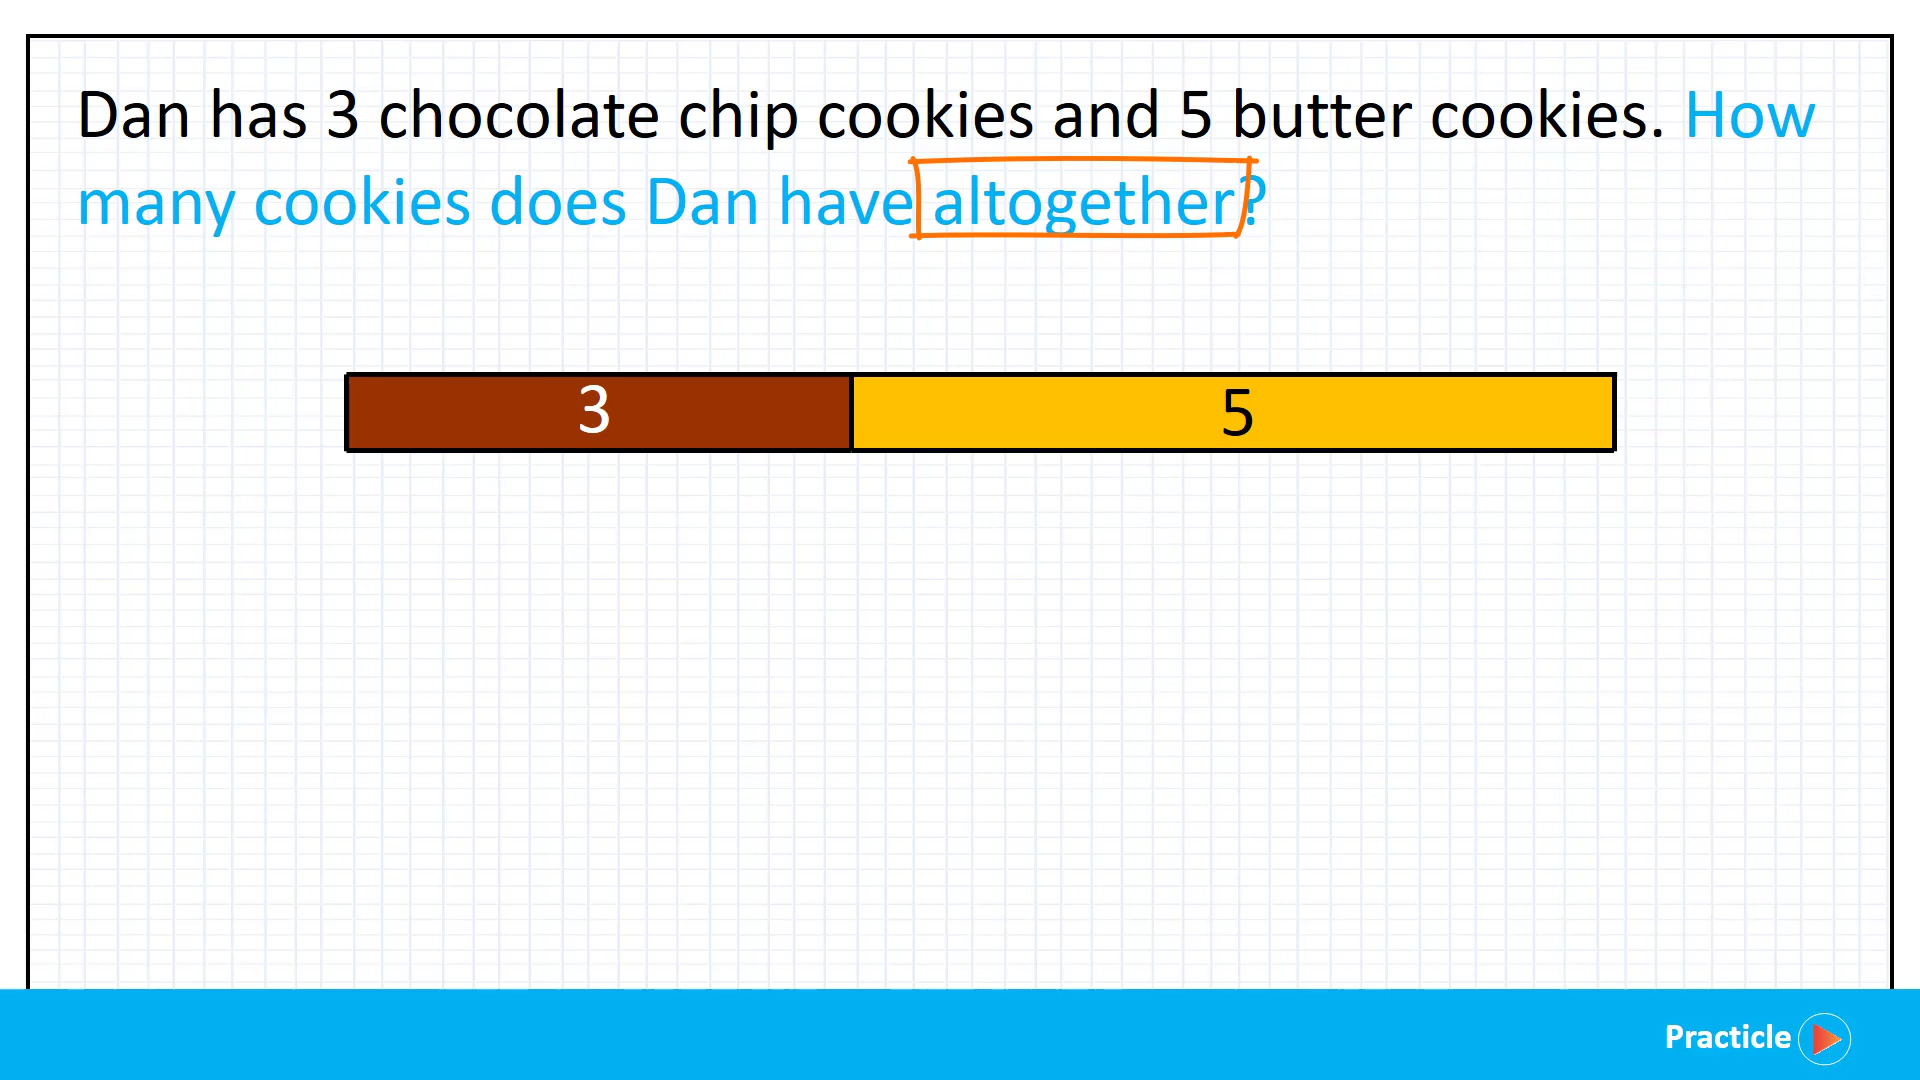 Dan has 3 chocolate chip cookies and 5 butter cookies. How
many cookies does Dan have altogether?
3 5
Practicle